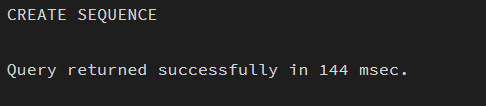 CREATE SEQUENCE
Query returned successfully in 144 msec.